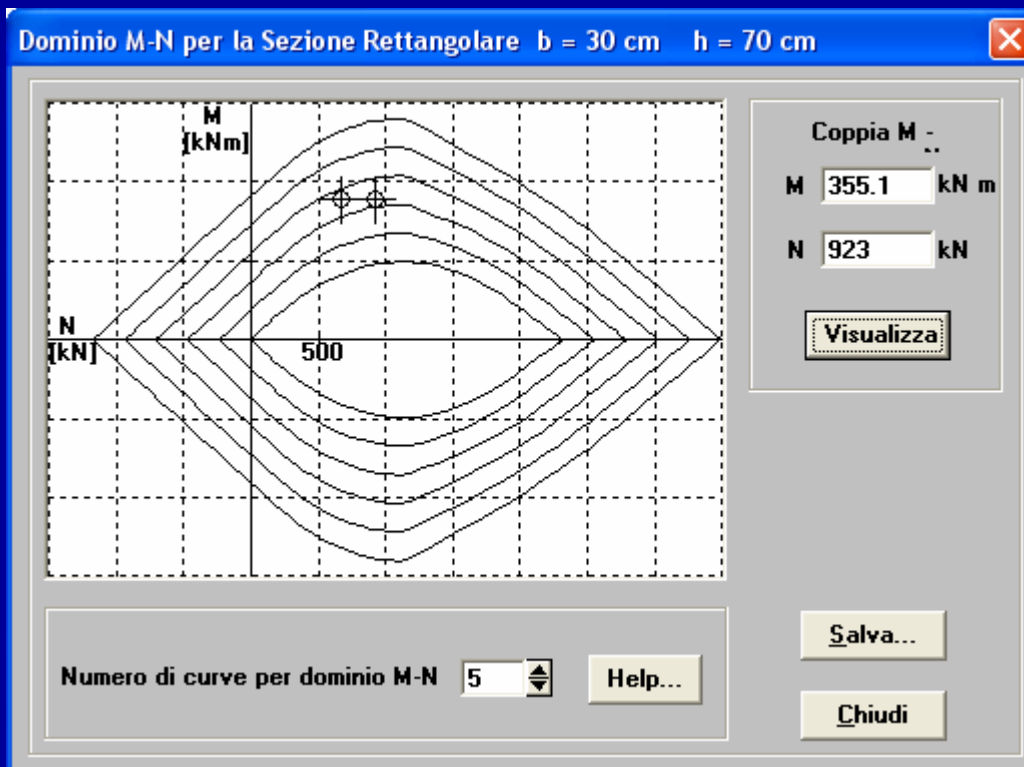 Dominio M-N per la Sezione Rettangolare b = 30 cm h = 70 cm
M
[kNm]
N
[kN]
500
Coppia M -
M 355.1 kN m
N 923 kN
Visualizza
Numero di curve per dominio M-N 5 Help...
Salva...
Chiudi